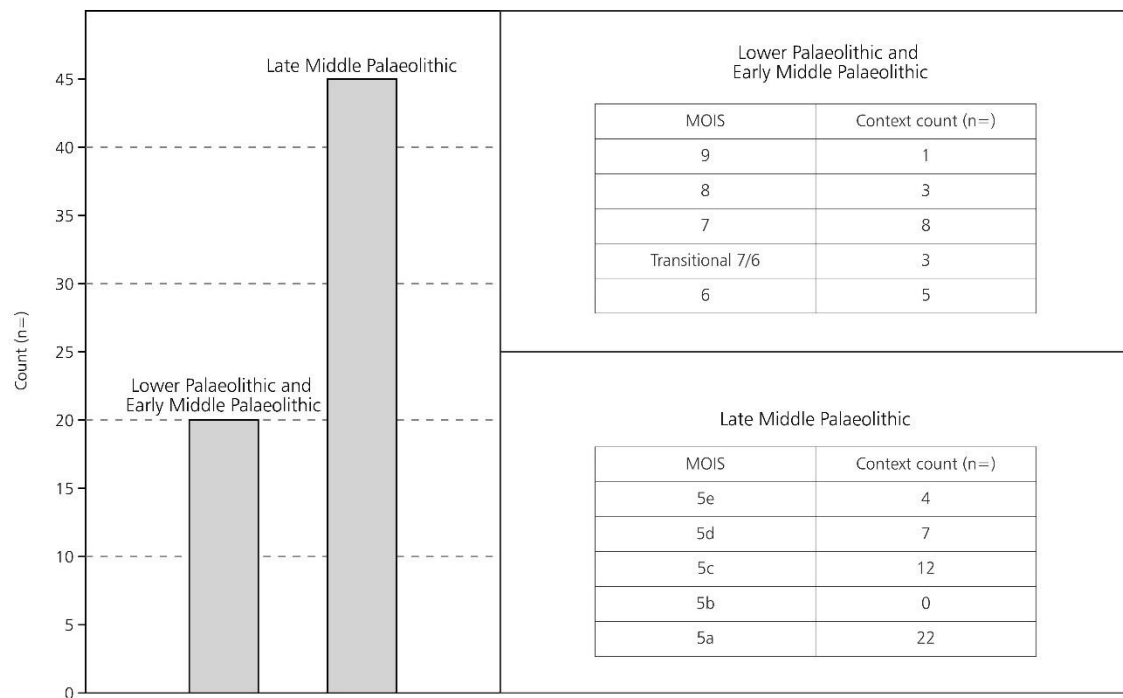 Count (n=)
45
40
35
30
25
20
15
10
5
0
Late Middle Palaeolithic
Lower Palaeolithic and
Early Middle Palaeolithic
Lower Palaeolithic and
Early Middle Palaeolithic
MOIS Context count (n=)
9 1
8 3
7 8
Transitional 7/6 3
6 5
Late Middle Palaeolithic
MOIS Context count (n=)
5e 4
5d 7
5c 12
5b 0
5a 22